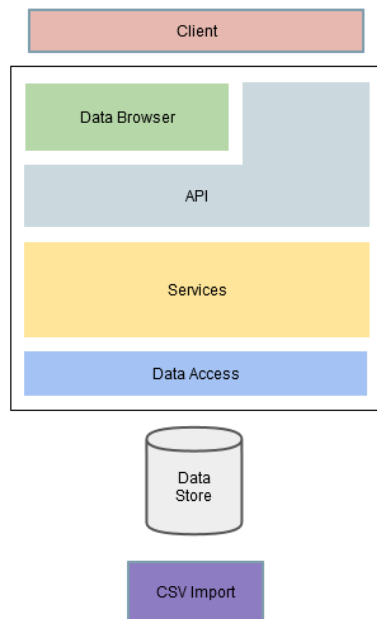 Client
Data Browser
API
Services
Data Access
Data
Store
CSV Import